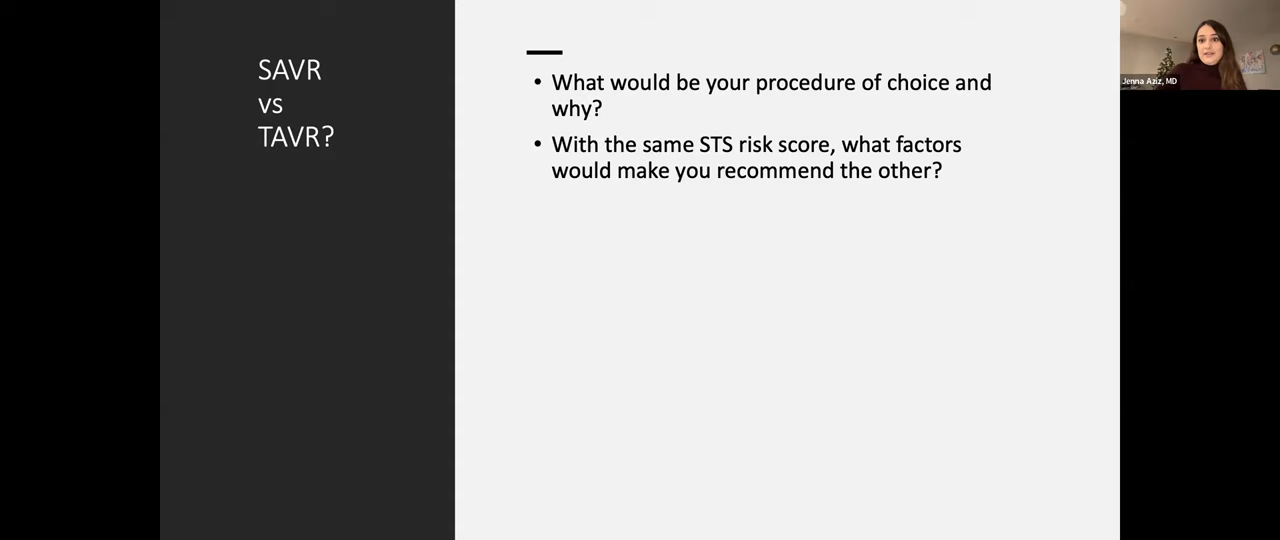 SAVR
vs
TAVR?
• What would be your procedure of choice and
why?
• With the same STS risk score, what factors
would make you recommend the other?
Jenna Aziz, MD